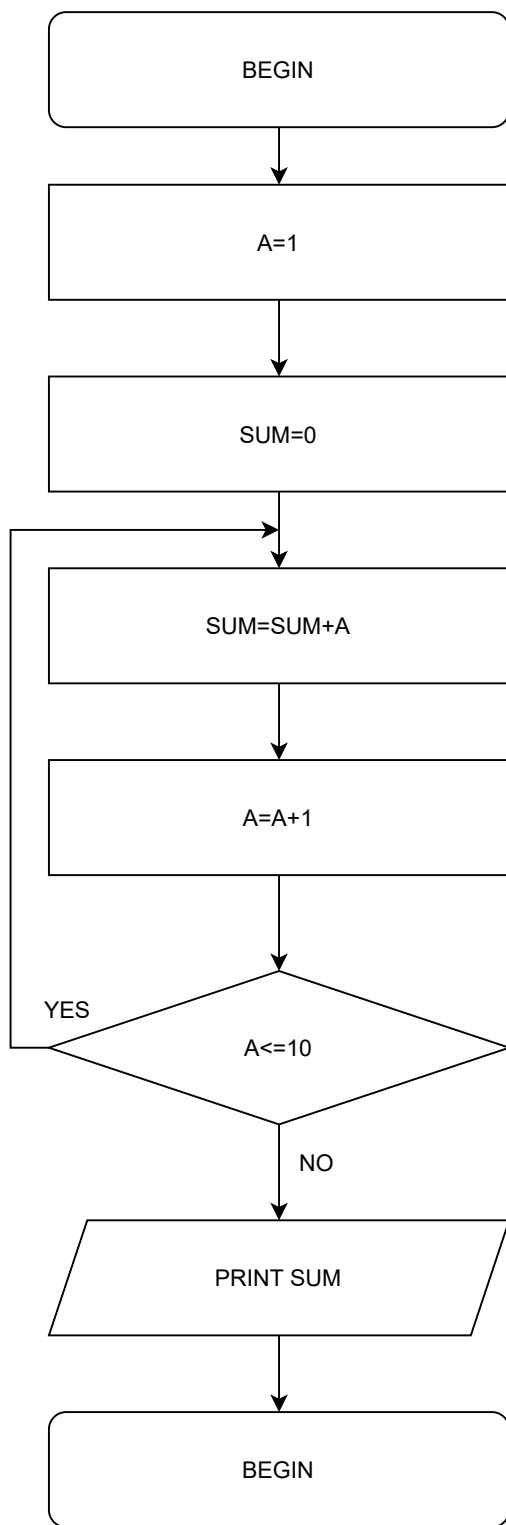 BEGIN
A=1
SUM=0
SUM=SUM+A
A=A+1
YES
A<=10
NO
PRINT SUM
BEGIN